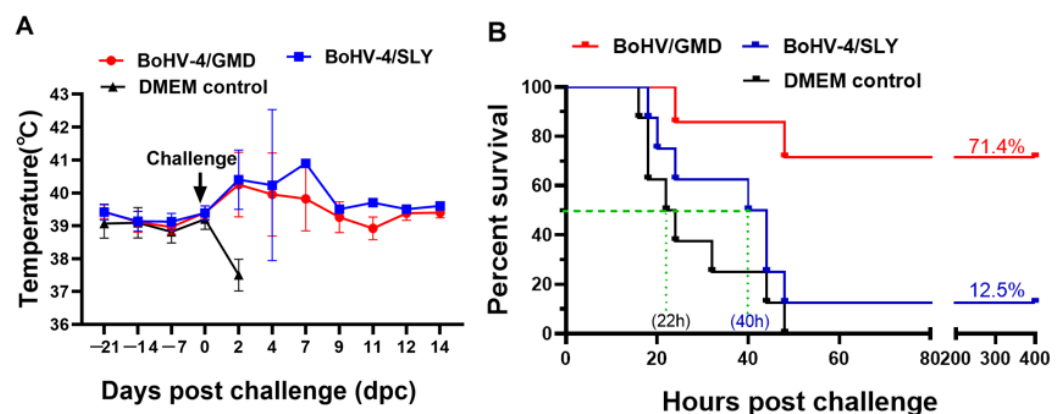 A
BoHV-4/GMD
BoHV-4/SLY
DMEM control
43
42
41
40
39
38
37
36
Temperature(℃)
Challenge
−21 −14 −7 0 2 4 7 9 11 12 14
Days post challenge (dpc)
B
BoHV/GMD
BoHV-4/SLY
DMEM control
100
80
60
40
20
0
Percent survival
71.4%
12.5%
(22h)
(40h)
0 20 40 60 80 200 300 400
Hours post challenge